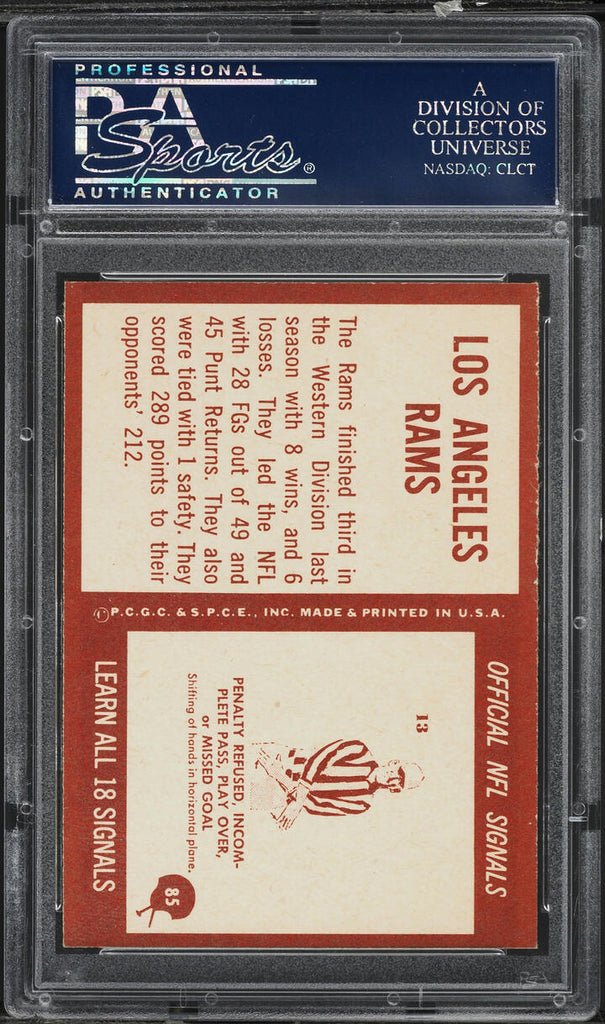 PROFESSIONAL
PSA
Sports®
AUTHENTICATOR
A
DIVISION OF
COLLECTORS
UNIVERSE
NASDAQ: CLCT
LOS ANGELES
RAMS
The Rams finished third in
the Western Division last
season with 8 wins, and 6
losses. They led the NFL
with 28 FGs out of 49 and
45 Punt Returns. They also
were tied with 1 safety. They
scored 289 points to their
opponents' 212.
©P.C.G.C. & S.P.C.E., INC. MADE & PRINTED IN U.S.A.
OFFICIAL NFL SIGNALS
13
PENALTY REFUSED, INCOM-
PLETE PASS, PLAY OVER,
or MISSED GOAL
Shifting of hands in horizontal plane.
85
LEARN ALL 18 SIGNALS